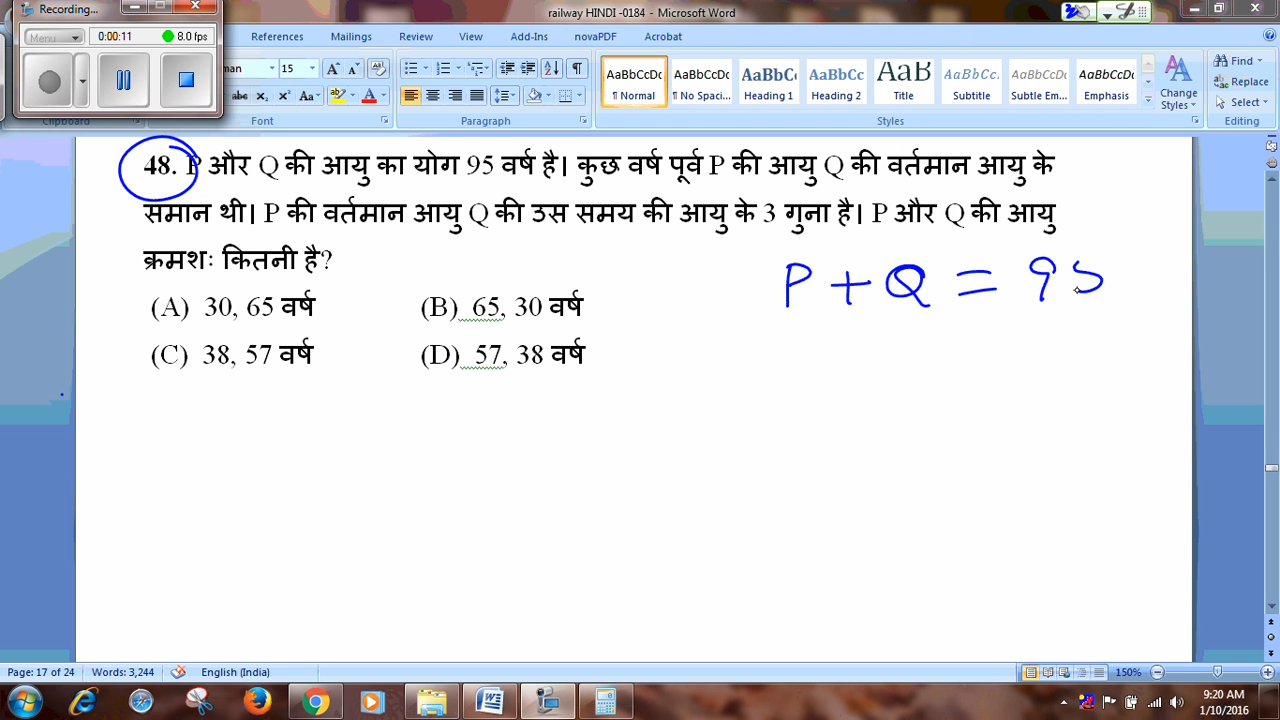 Recording...
railway HINDI -0184 - Microsoft Word
Menu
0:00:11
8.0 fps
References Mailings Review View Add-Ins novaPDF Acrobat
man 15
AaBbCcDc AaBbCcDc AaBbCc AaBbCc AaB AaBbCcL AaBbCcDc AaBbCcDc
¶ Normal ¶ No Spaci... Heading 1 Heading 2 Title Subtitle Subtle Em... Emphasis
Change Styles
Find
Replace
Select
Clipboard Font Paragraph Styles Editing
48. P और Q की आयु का योग 95 वर्ष है। कुछ वर्ष पूर्व P की आयु Q की वर्तमान आयु के
समान थी। P की वर्तमान आयु Q की उस समय की आयु के 3 गुना है। P और Q की आयु
क्रमशः कितनी है?
P + Q = 95
(A) 30, 65 वर्ष (B) 65, 30 वर्ष
(C) 38, 57 वर्ष (D) 57, 38 वर्ष
Page: 17 of 24 Words: 3,244 English (India) 150%
9:20 AM
1/10/2016